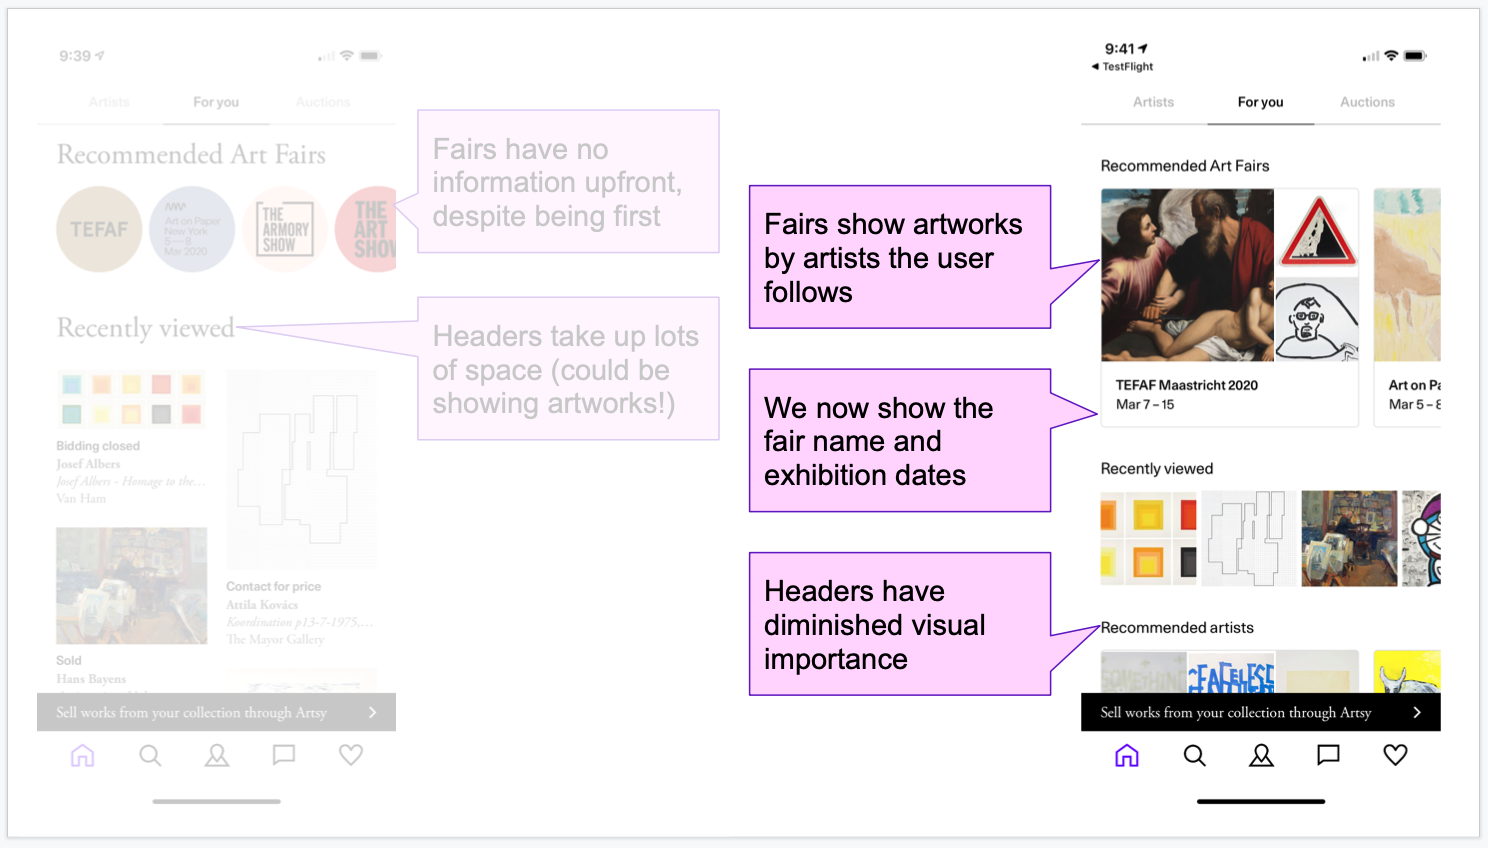 9:39
Artists
For you
Auctions
Recommended Art Fairs
TEFAF
Art on Paper
New York
5—8
Mar 2020
THE
ARMORY
SHOW
THE
ART
SHOW
Recently viewed
Bidding closed
Josef Albers
Josef Albers - Homage to the...
Van Ham
Contact for price
Attila Kovács
Koordination p13-7-1975,...
The Mayor Gallery
Sold
Hans Bayens
Sell works from your collection through Artsy
Fairs have no
information upfront,
despite being first
Headers take up lots
of space (could be
showing artworks!)
Fairs show artworks
by artists the user
follows
We now show the
fair name and
exhibition dates
Headers have
diminished visual
importance
9:41
TestFlight
Artists
For you
Auctions
Recommended Art Fairs
TEFAF Maastricht 2020
Mar 7 – 15
Art on Pa
Mar 5 – 8
Recently viewed
Recommended artists
SOMETHING
Sell works from your collection through Artsy